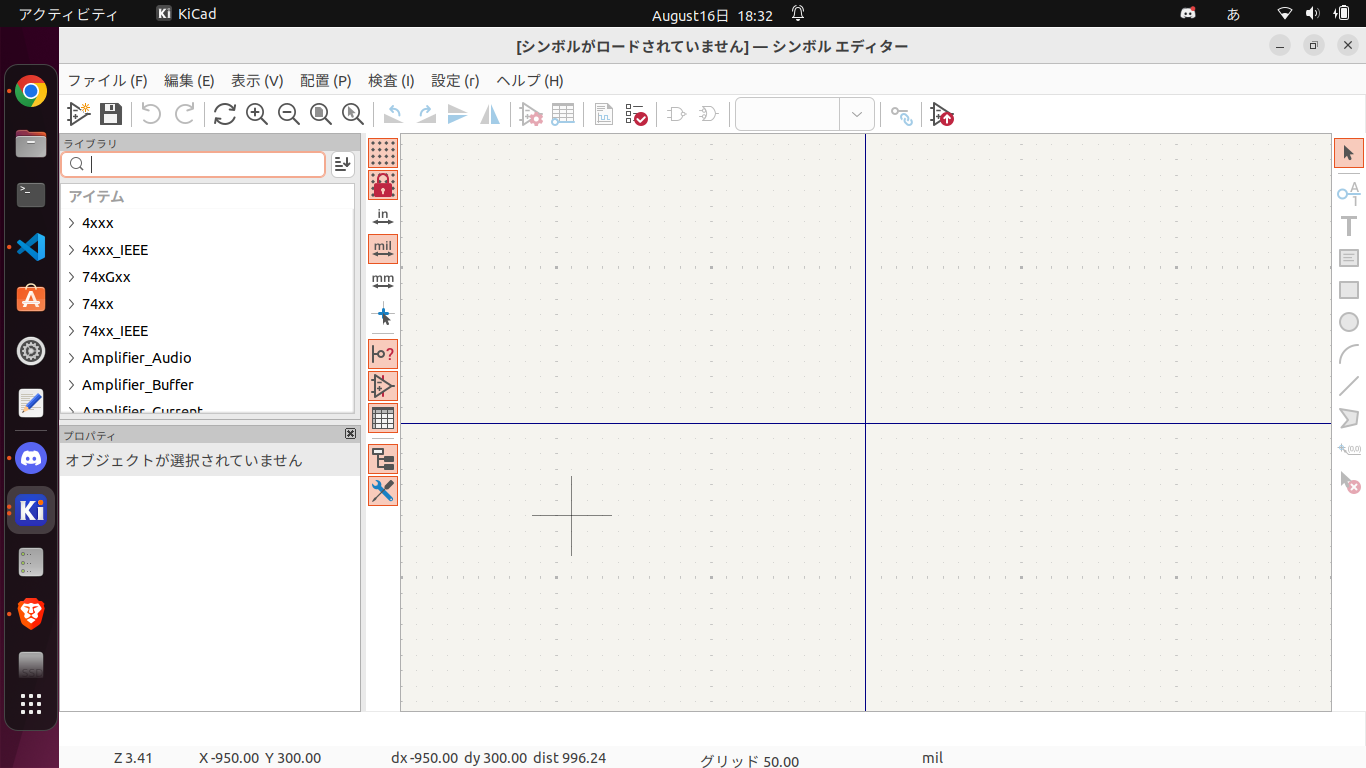 アクティビティ KiCad August16日 18:32 あ
[シンボルがロードされていません] — シンボル エディター
ファイル (F) 編集 (E) 表示 (V) 配置 (P) 検査 (I) 設定 (r) ヘルプ (H)
ライブラリ
アイテム
4xxx
4xxx_IEEE
74xGxx
74xx
74xx_IEEE
Amplifier_Audio
Amplifier_Buffer
Amplifier_Current
in
mil
mm
プロパティ
オブジェクトが選択されていません
Z 3.41 X -950.00 Y 300.00 dx -950.00 dy 300.00 dist 996.24 グリッド 50.00 mil